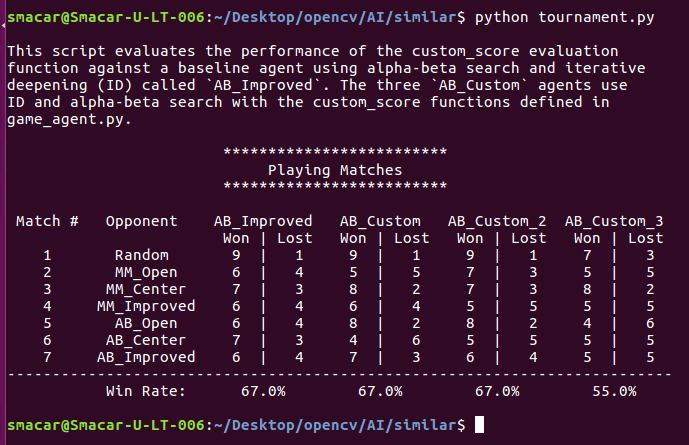 smacar@Smacar-U-LT-006:~/Desktop/opencv/AI/similar$ python tournament.py
This script evaluates the performance of the custom_score evaluation
function against a baseline agent using alpha-beta search and iterative
deepening (ID) called `AB_Improved`. The three `AB_Custom` agents use
ID and alpha-beta search with the custom_score functions defined in
game_agent.py.
*************************
Playing Matches
*************************
Match # Opponent AB_Improved AB_Custom AB_Custom_2 AB_Custom_3
Won | Lost Won | Lost Won | Lost Won | Lost
1 Random 9 | 1 9 | 1 9 | 1 7 | 3
2 MM_Open 6 | 4 5 | 5 7 | 3 5 | 5
3 MM_Center 7 | 3 8 | 2 7 | 3 8 | 2
4 MM_Improved 6 | 4 6 | 4 5 | 5 5 | 5
5 AB_Open 6 | 4 8 | 2 8 | 2 4 | 6
6 AB_Center 7 | 3 4 | 6 5 | 5 5 | 5
7 AB_Improved 6 | 4 7 | 3 6 | 4 5 | 5
--------------------------------------------------------------------------
Win Rate: 67.0% 67.0% 67.0% 55.0%
smacar@Smacar-U-LT-006:~/Desktop/opencv/AI/similar$